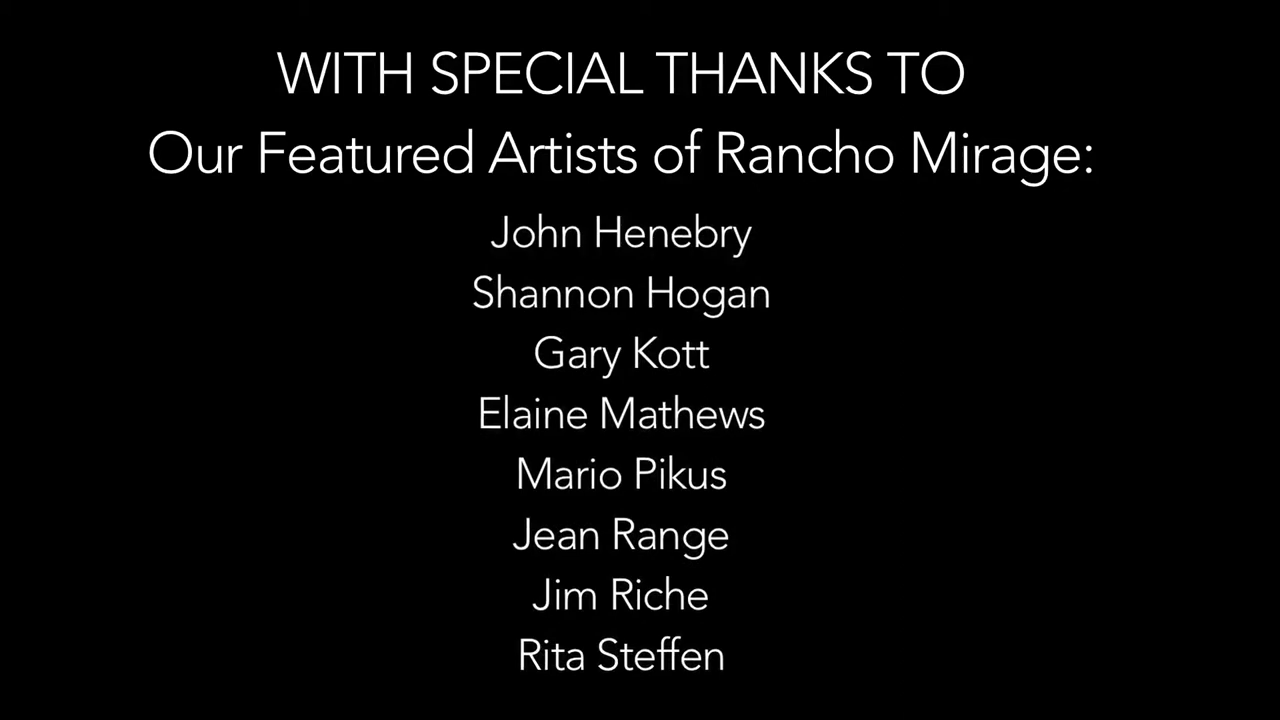 WITH SPECIAL THANKS TO
Our Featured Artists of Rancho Mirage:
John Henebry
Shannon Hogan
Gary Kott
Elaine Mathews
Mario Pikus
Jean Range
Jim Riche
Rita Steffen